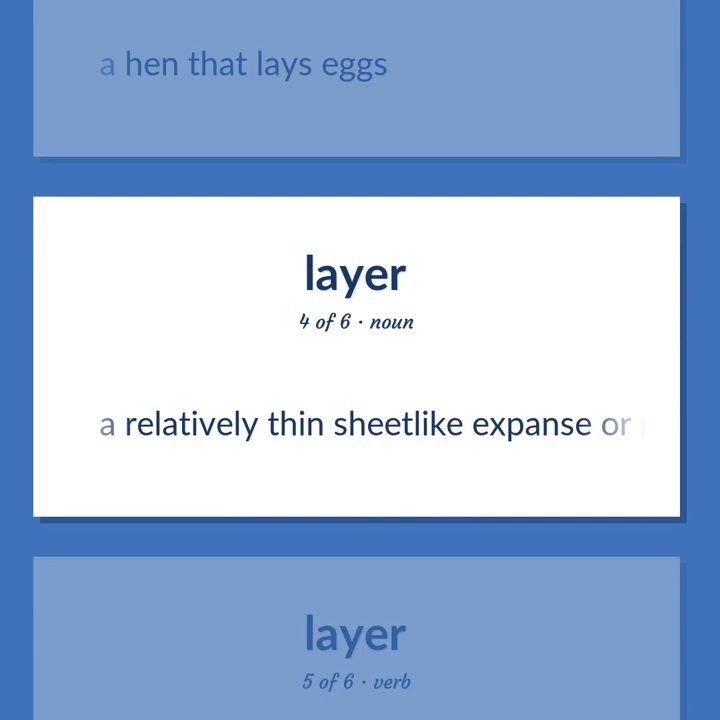 a hen that lays eggs
layer
4 of 6 · noun
a relatively thin sheetlike expanse or
layer
5 of 6 · verb